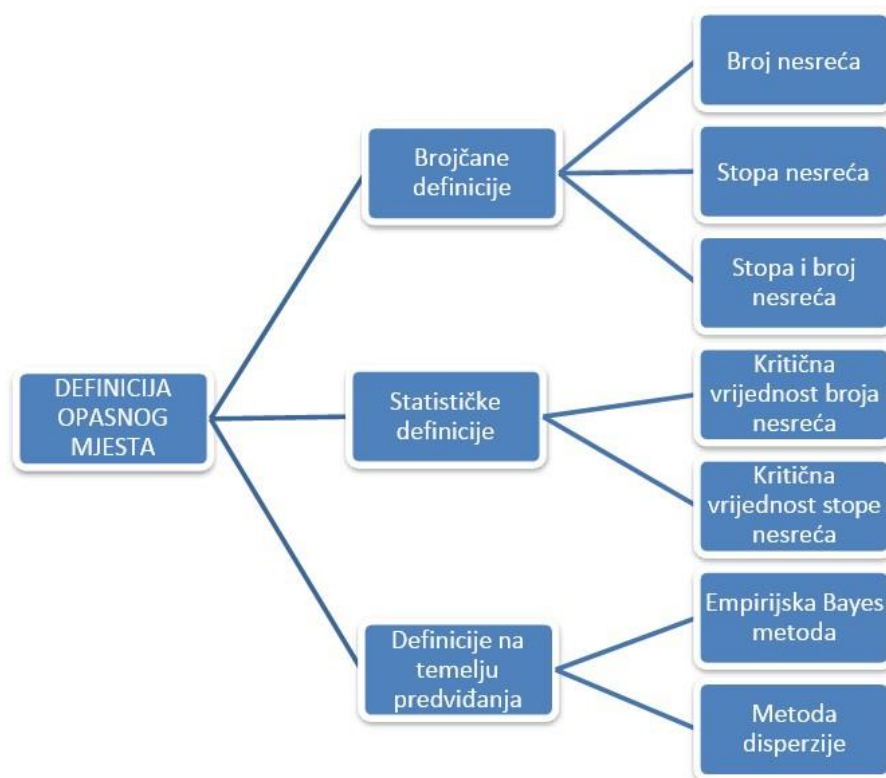 DEFINICIJA
OPASNOG
MJESTA
Brojčane
definicije
Broj nesreća
Stopa nesreća
Stopa i broj
nesreća
Statističke
definicije
Kritična
vrijednost broja
nesreća
Kritična
vrijednost stope
nesreća
Definicije na
temelju
predviđanja
Empirijska Bayes
metoda
Metoda
disperzije